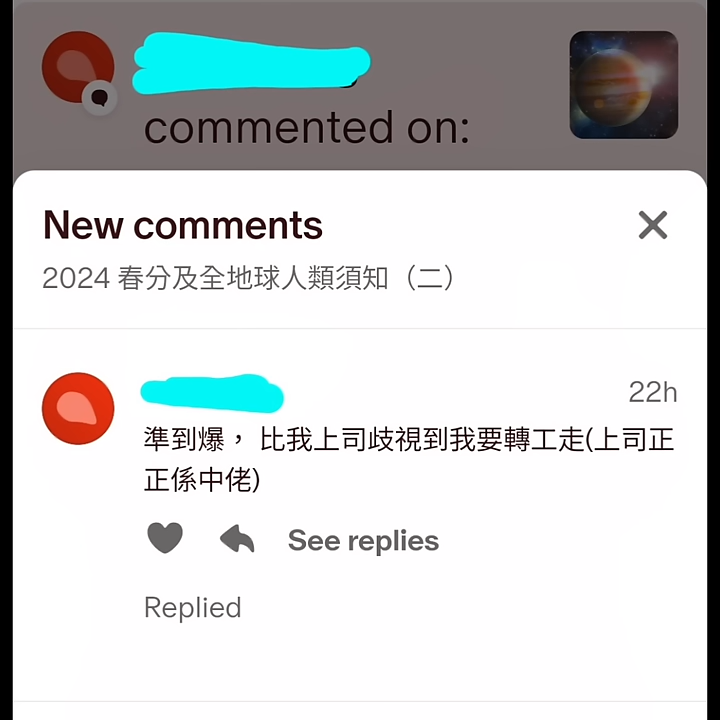 commented on:
New comments
2024 春分及全地球人類須知（二）
22h
準到爆， 比我上司歧視到我要轉工走(上司正
正係中佬)
See replies
Replied